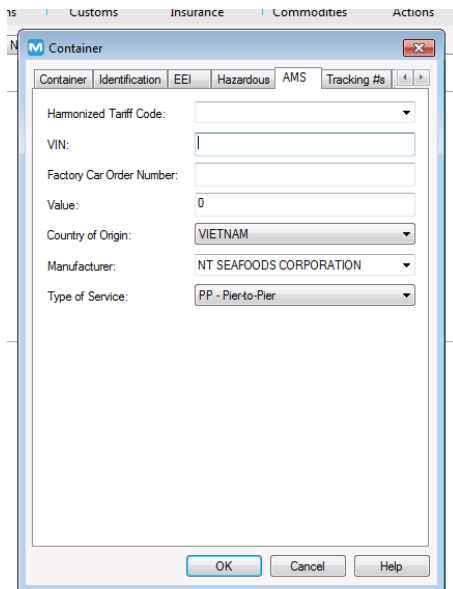 ns Customs Insurance Commodities Actions
N
M Container
Container Identification EEI Hazardous AMS Tracking #s
Harmonized Tariff Code:
VIN:
Factory Car Order Number:
Value: 0
Country of Origin: VIETNAM
Manufacturer: NT SEAFOODS CORPORATION
Type of Service: PP - Pier-to-Pier
OK Cancel Help